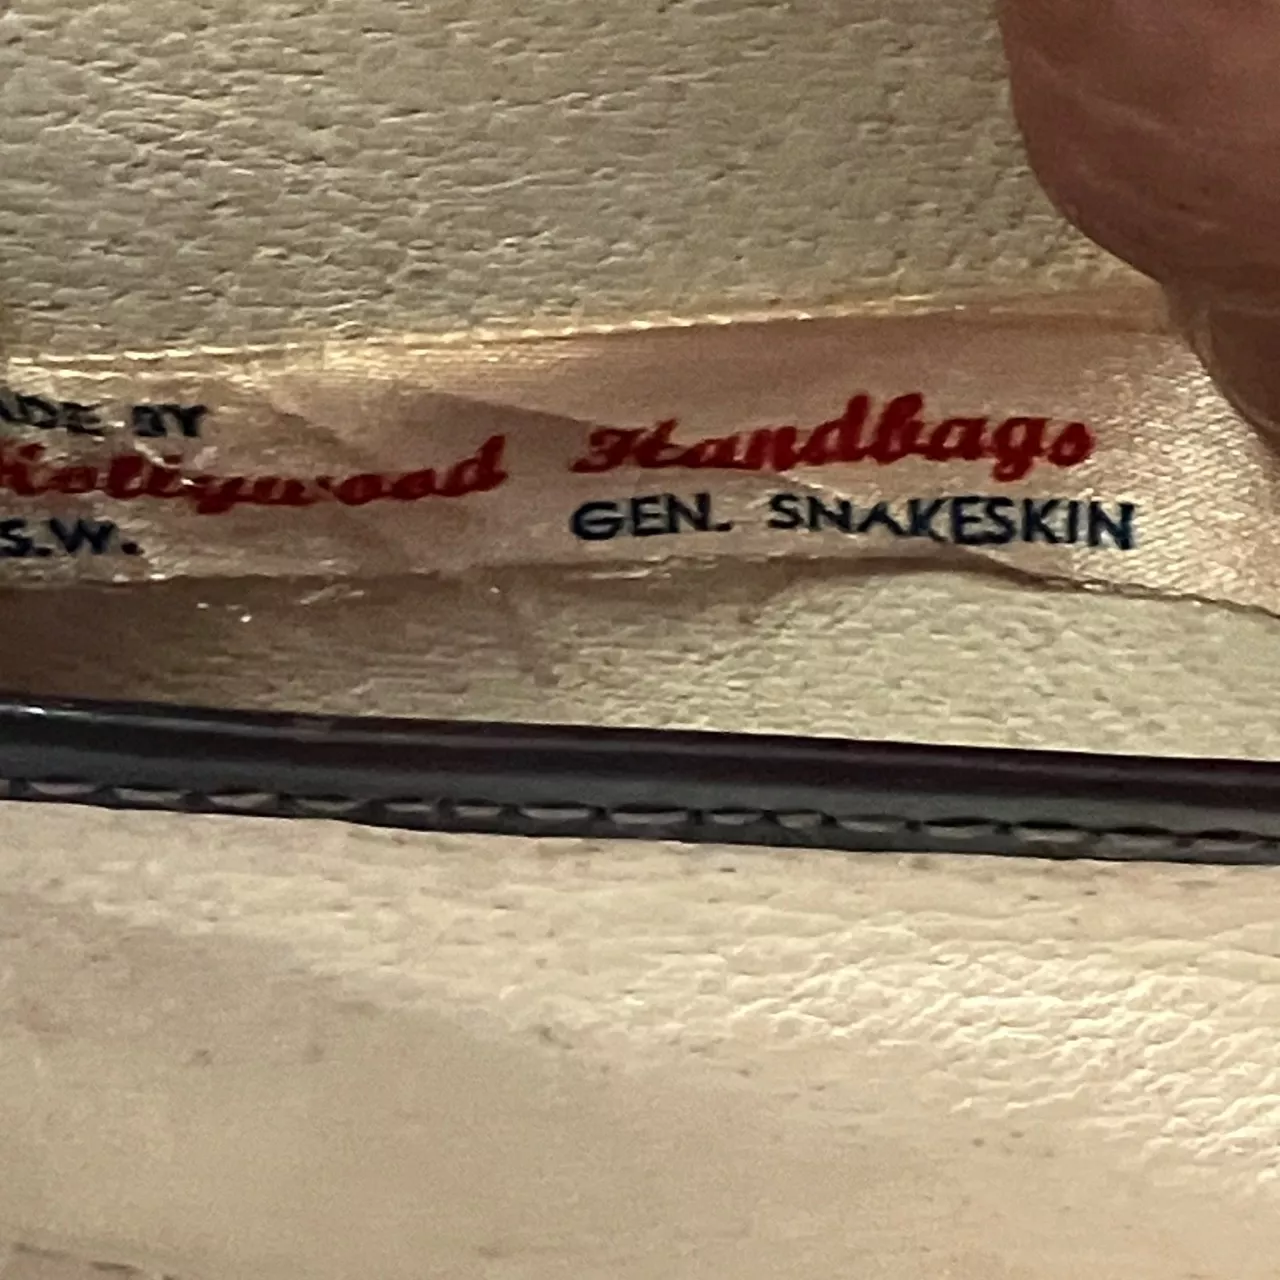 ADE BY
Hollywood Handbags
S.W. GEN. SNAKESKIN